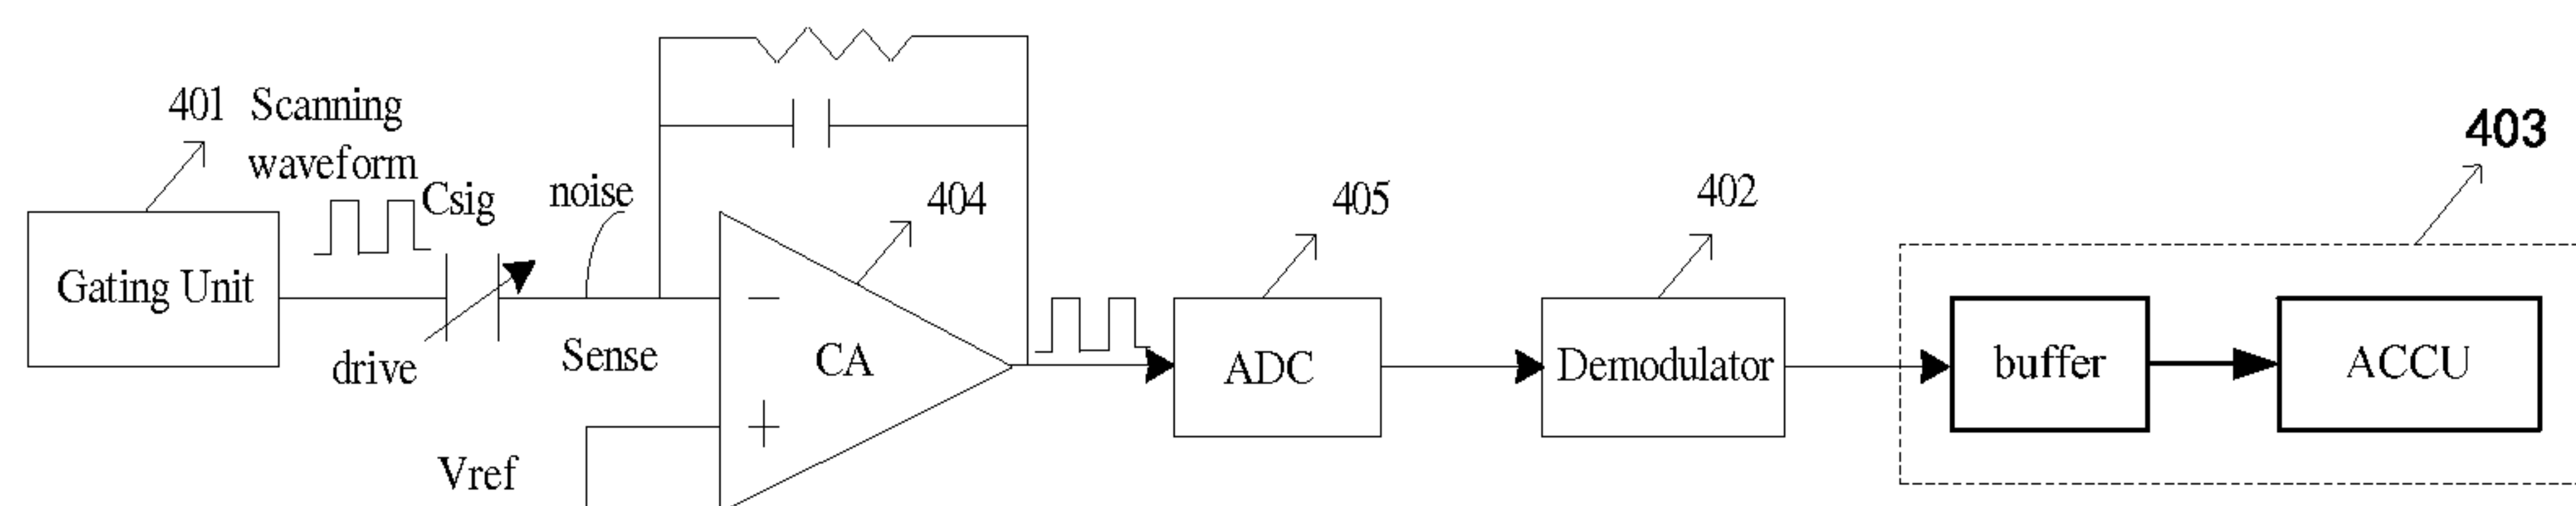 401 Scanning
waveform
Csig
noise
404
405
402
403
Gating Unit
drive
Sense
−
CA
+
Vref
ADC
Demodulator
buffer
ACCU